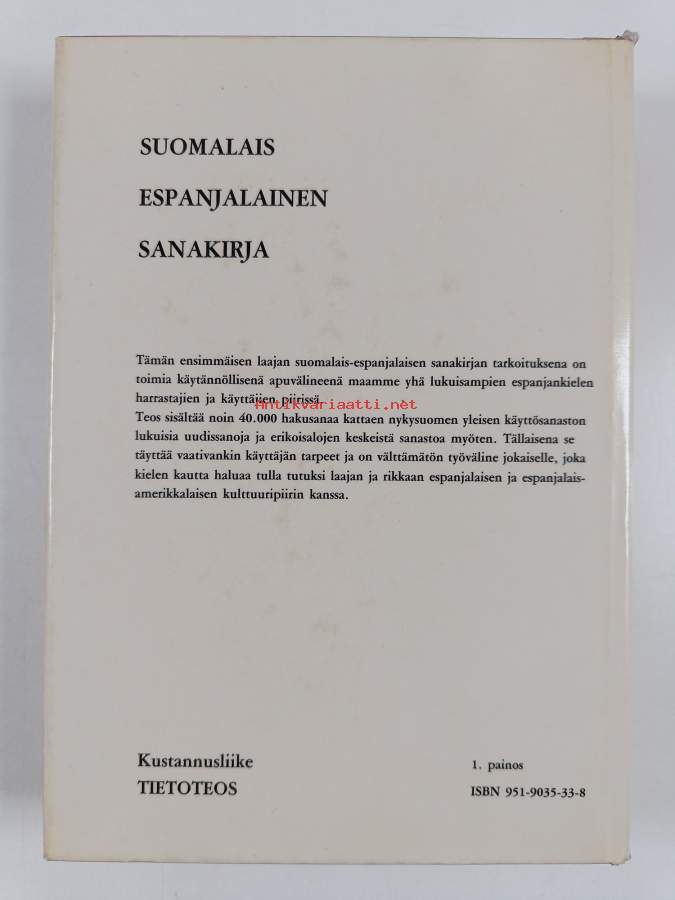 SUOMALAIS
ESPANJALAINEN
SANAKIRJA
Tämän ensimmäisen laajan suomalais-espanjalaisen sanakirjan tarkoituksena on
toimia käytännöllisenä apuvälineenä maamme yhä lukuisampien espanjankielen
harrastajien ja käyttäjien piirissä.
Antikvariaatti.net
Teos sisältää noin 40.000 hakusanaa kattaen nykysuomen yleisen käyttösanaston
lukuisia uudissanoja ja erikoisalojen keskeistä sanastoa myöten. Tällaisena se
täyttää vaativankin käyttäjän tarpeet ja on välttämätön työväline jokaiselle, joka
kielen kautta haluaa tulla tutuksi laajan ja rikkaan espanjalaisen ja espanjalais-
amerikkalaisen kulttuuripiirin kanssa.
Kustannusliike
TIETOTEOS
1. painos
ISBN 951-9035-33-8